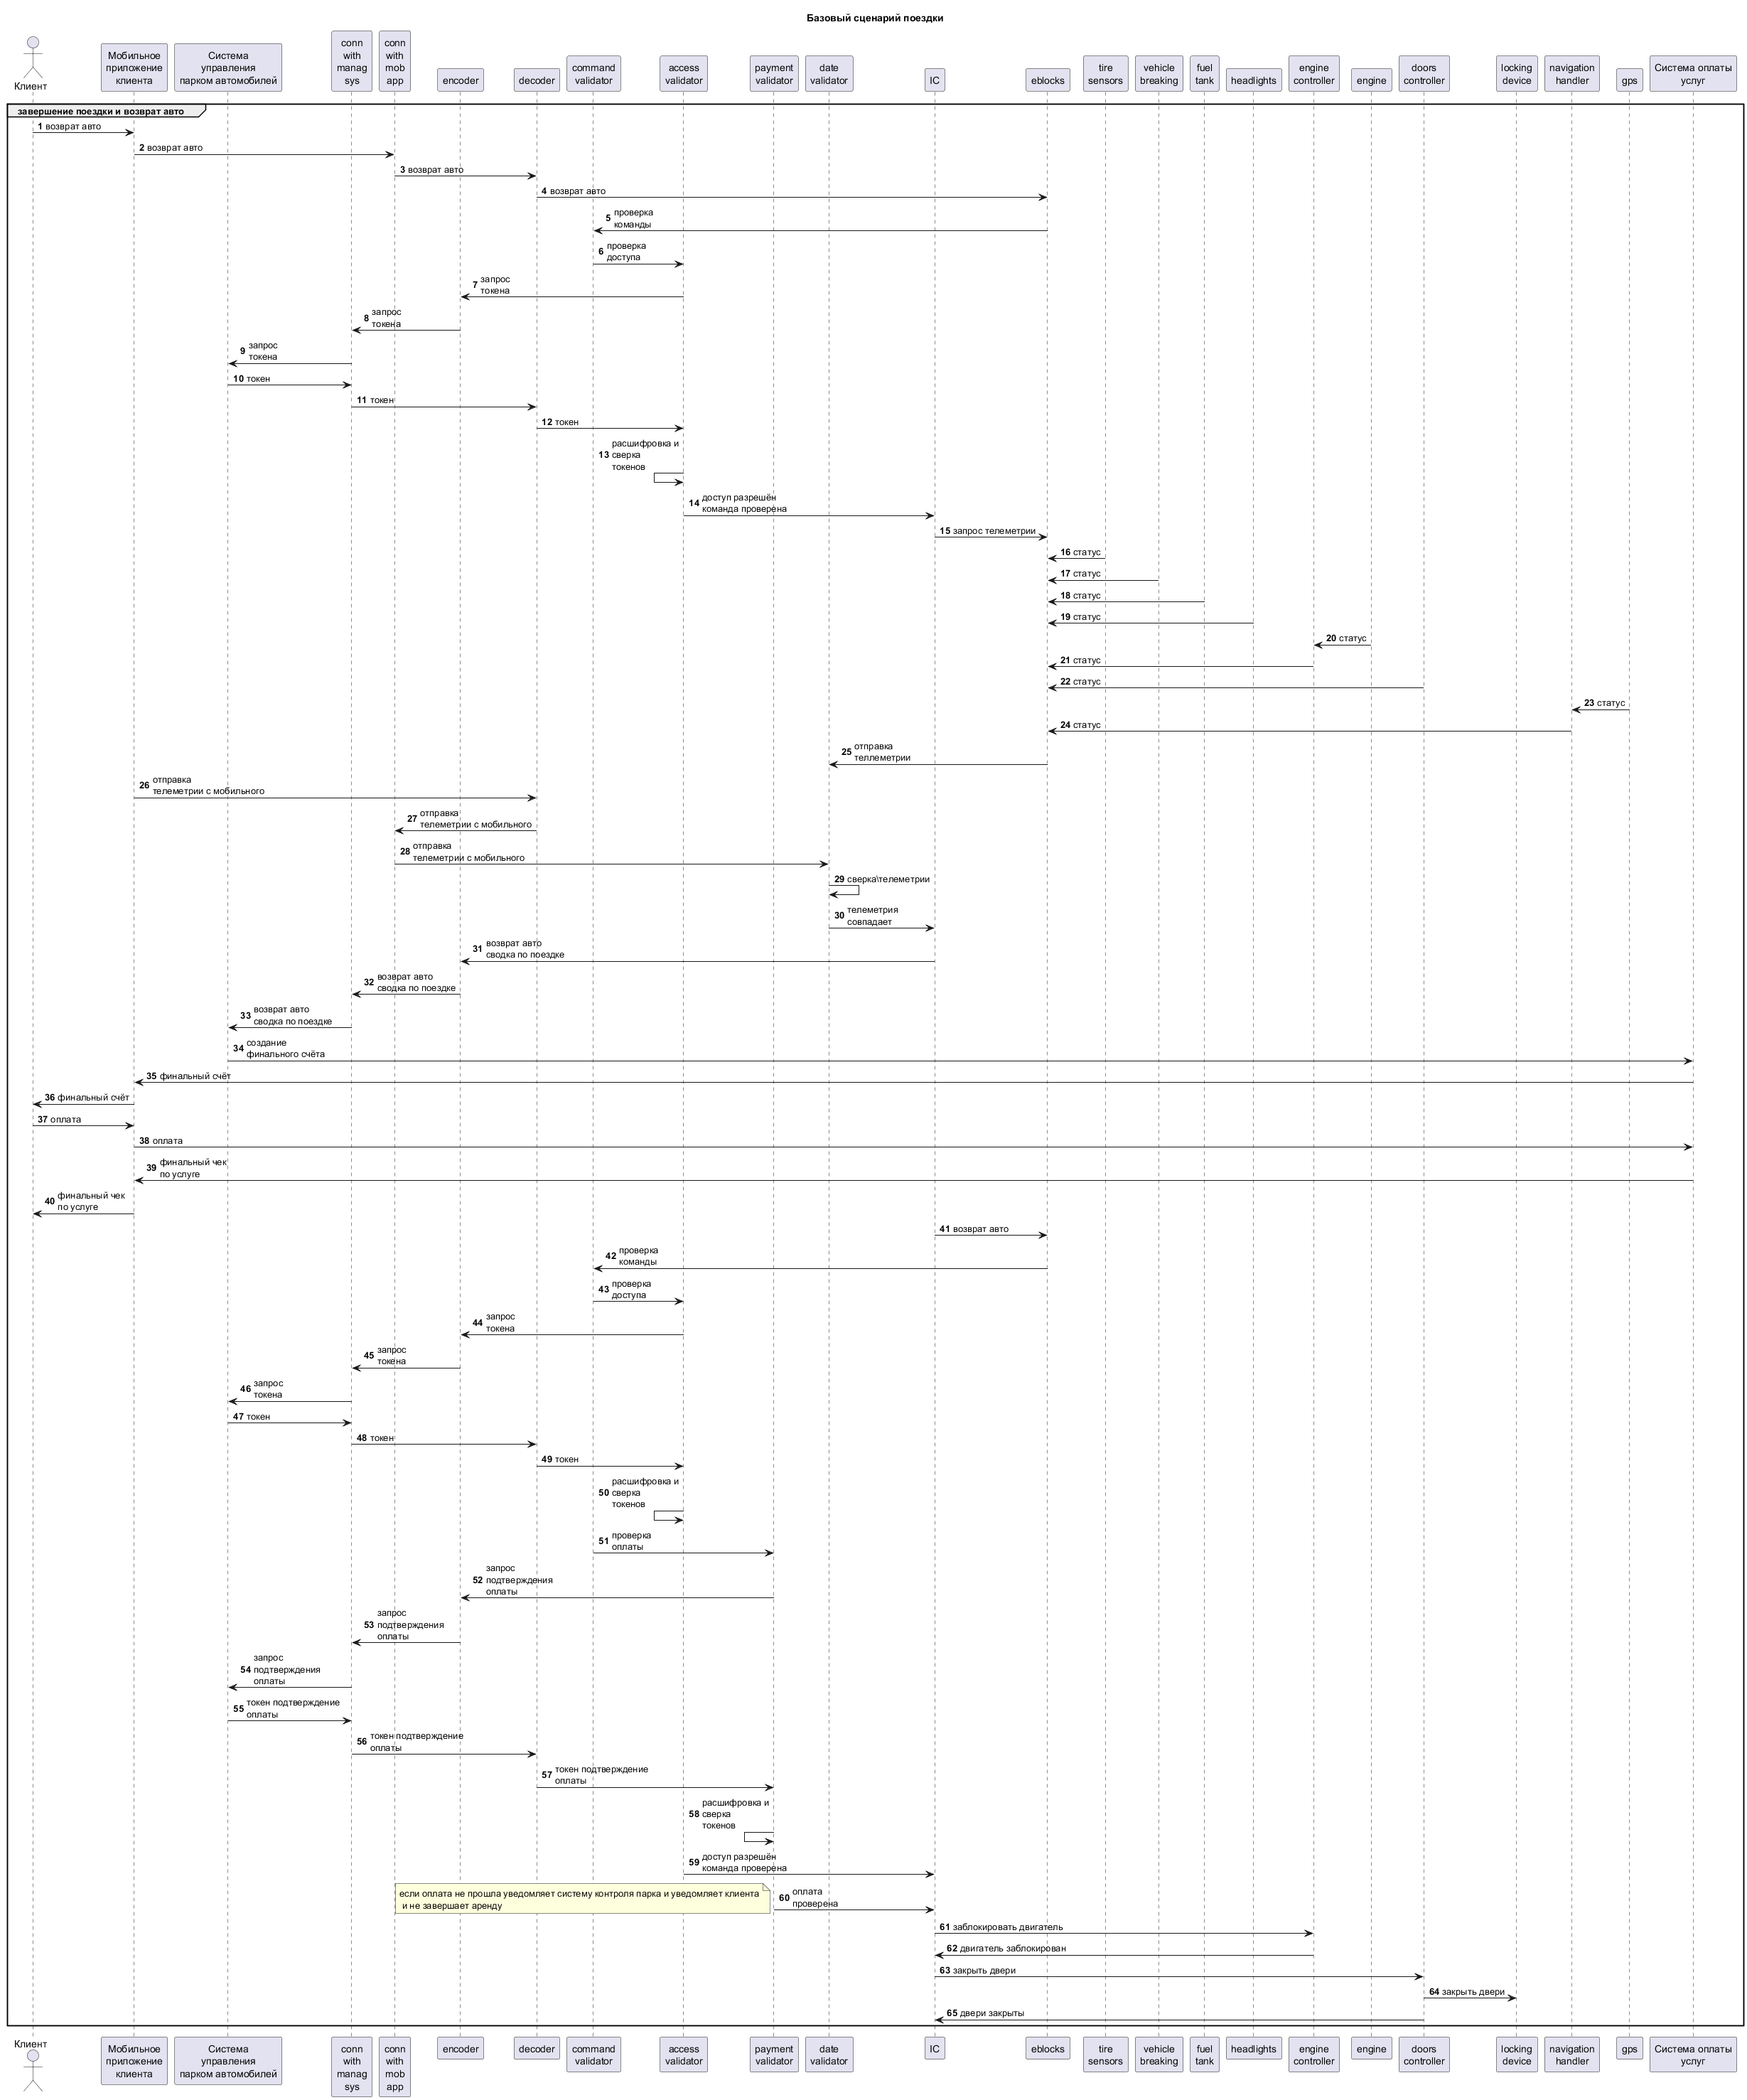 Базовый сценарий поездки
Клиент
Мобильное
приложение
клиента
Система
управления
парком автомобилей
conn
with
manag
sys
conn
with
mob
app
encoder
decoder
command
validator
access
validator
payment
validator
date
validator
IC
eblocks
tire
sensors
vehicle
breaking
fuel
tank
headlights
engine
controller
engine
doors
controller
locking
device
navigation
handler
gps
Система оплаты
услуг
завершение поездки и возврат авто
1 возврат авто
2 возврат авто
3 возврат авто
4 возврат авто
5 проверка
команды
6 проверка
доступа
7 запрос
токена
8 запрос
токена
9 запрос
токена
10 токен
11 токен
12 токен
13 расшифровка и
сверка
токенов
14 доступ разрешён
команда проверена
15 запрос телеметрии
16 статус
17 статус
18 статус
19 статус
20 статус
21 статус
22 статус
23 статус
24 статус
25 отправка
теллеметрии
26 отправка
телеметрии с мобильного
27 отправка
телеметрии с мобильного
28 отправка
телеметрии с мобильного
29 сверка\телеметрии
30 телеметрия
совпадает
31 возврат авто
сводка по поездке
32 возврат авто
сводка по поездке
33 возврат авто
сводка по поездке
34 создание
финального счёта
35 финальный счёт
36 финальный счёт
37 оплата
38 оплата
39 финальный чек
по услуге
40 финальный чек
по услуге
41 возврат авто
42 проверка
команды
43 проверка
доступа
44 запрос
токена
45 запрос
токена
46 запрос
токена
47 токен
48 токен
49 токен
50 расшифровка и
сверка
токенов
51 проверка
оплаты
52 запрос
подтверждения
оплаты
53 запрос
подтверждения
оплаты
54 запрос
подтверждения
оплаты
55 токен подтверждение
оплаты
56 токен подтверждение
оплаты
57 токен подтверждение
оплаты
58 расшифровка и
сверка
токенов
59 доступ разрешён
команда проверена
если оплата не прошла уведомляет систему контроля парка и уведомляет клиента
и не завершает аренду
60 оплата
проверена
61 заблокировать двигатель
62 двигатель заблокирован
63 закрыть двери
64 закрыть двери
65 двери закрыты
Клиент
Мобильное
приложение
клиента
Система
управления
парком автомобилей
conn
with
manag
sys
conn
with
mob
app
encoder
decoder
command
validator
access
validator
payment
validator
date
validator
IC
eblocks
tire
sensors
vehicle
breaking
fuel
tank
headlights
engine
controller
engine
doors
controller
locking
device
navigation
handler
gps
Система оплаты
услуг